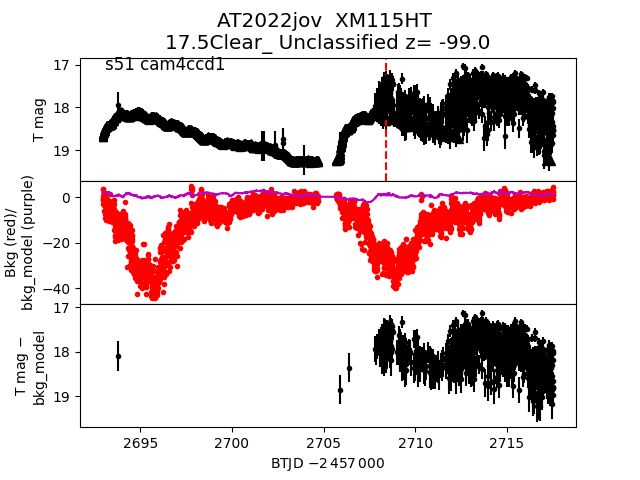 AT2022jov  XM115HT
17.5Clear_ Unclassified z= -99.0
s51 cam4ccd1
17
18
19
T mag
0
−20
−40
Bkg (red)/
bkg_model (purple)
17
18
19
T mag −
bkg_model
2695
2700
2705
2710
2715
BTJD −2 457 000